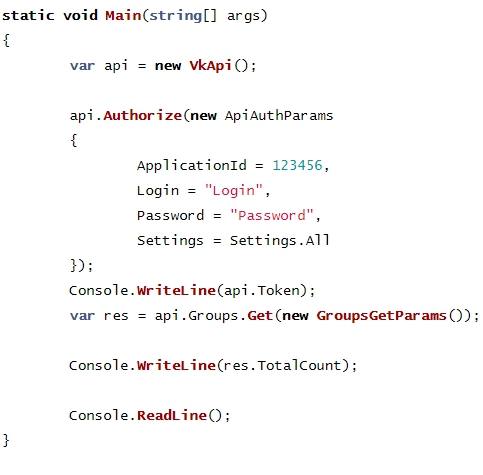 static void Main(string[] args)
{
var api = new VkApi();
api.Authorize(new ApiAuthParams
{
ApplicationId = 123456,
Login = "Login",
Password = "Password",
Settings = Settings.All
});
Console.WriteLine(api.Token);
var res = api.Groups.Get(new GroupsGetParams());
Console.WriteLine(res.TotalCount);
Console.ReadLine();
}